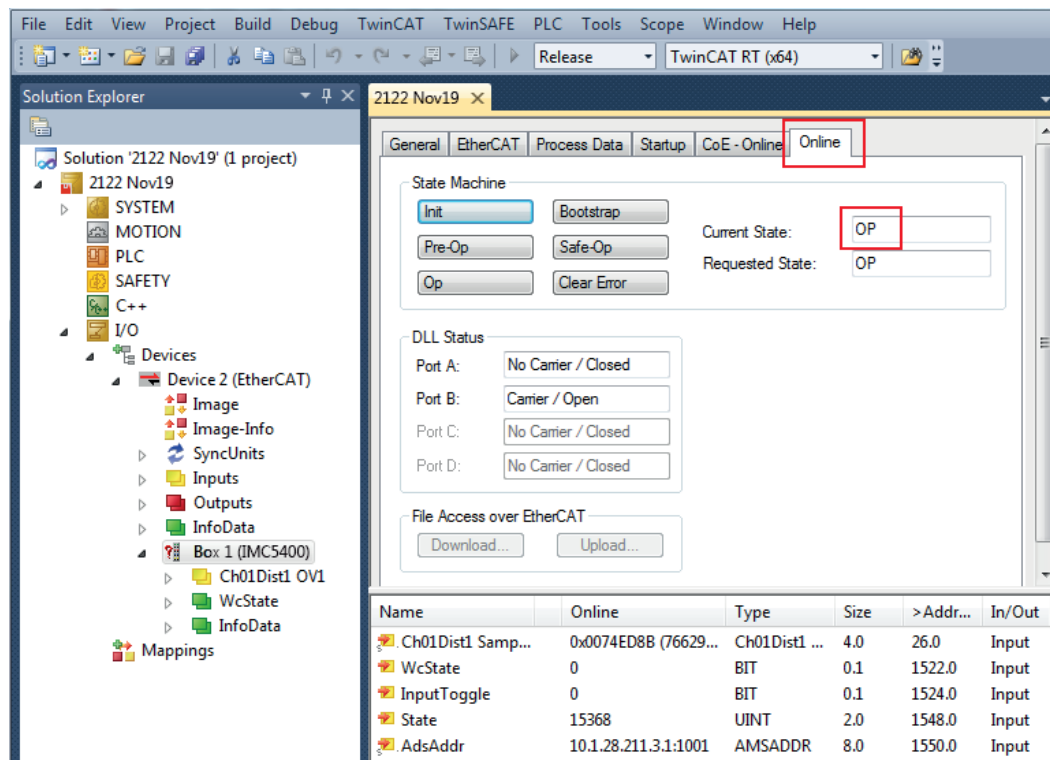 File Edit View Project Build Debug TwinCAT TwinSAFE PLC Tools Scope Window Help
Release TwinCAT RT (x64)
Solution Explorer
2122 Nov19
Solution '2122 Nov19' (1 project)
2122 Nov19
SYSTEM
MOTION
PLC
SAFETY
C++
I/O
Devices
Device 2 (EtherCAT)
Image
Image-Info
SyncUnits
Inputs
Outputs
InfoData
Box 1 (IMC5400)
Ch01Dist1 OV1
WcState
InfoData
Mappings
General EtherCAT Process Data Startup CoE - Online Online
State Machine
Init Bootstrap
Pre-Op Safe-Op
Op Clear Error
Current State: OP
Requested State: OP
DLL Status
Port A: No Carrier / Closed
Port B: Carrier / Open
Port C: No Carrier / Closed
Port D: No Carrier / Closed
File Access over EtherCAT
Download... Upload...
Name Online Type Size >Addr... In/Out
Ch01Dist1 Samp... 0x0074ED8B (76629... Ch01Dist1 ... 4.0 26.0 Input
WcState 0 BIT 0.1 1522.0 Input
InputToggle 0 BIT 0.1 1524.0 Input
State 15368 UINT 2.0 1548.0 Input
AdsAddr 10.1.28.211.3.1:1001 AMSADDR 8.0 1550.0 Input